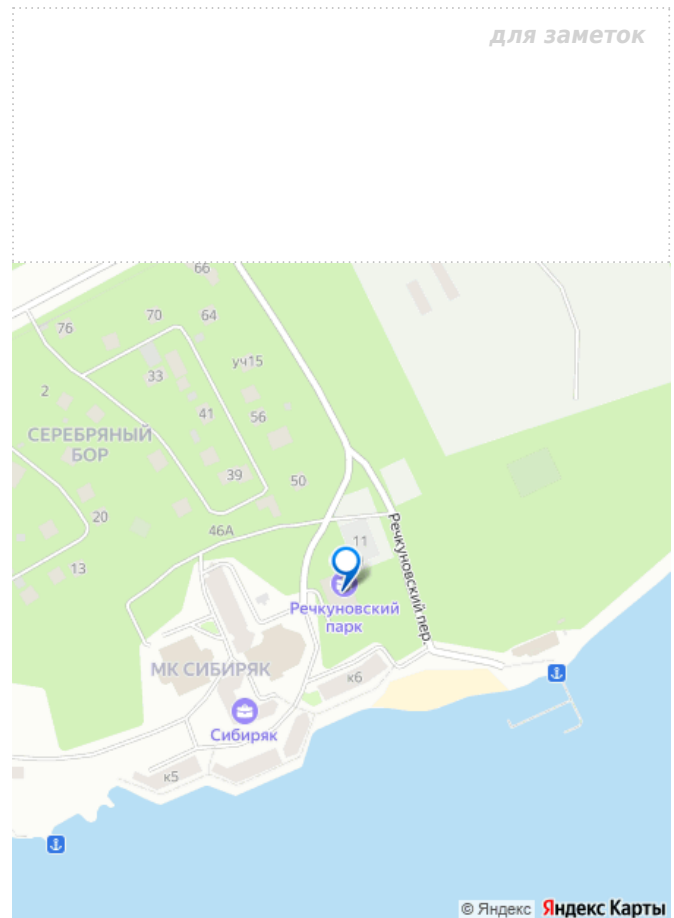 для заметок
66
76
70
64
33
уч15
2
41
56
СЕРЕБРЯНЫЙ
БОР
39
50
20
46А
11
Речкуновский пер.
13
Речкуновский
парк
МК СИБИРЯК
к6
Сибиряк
к5
© Яндекс Яндекс Карты